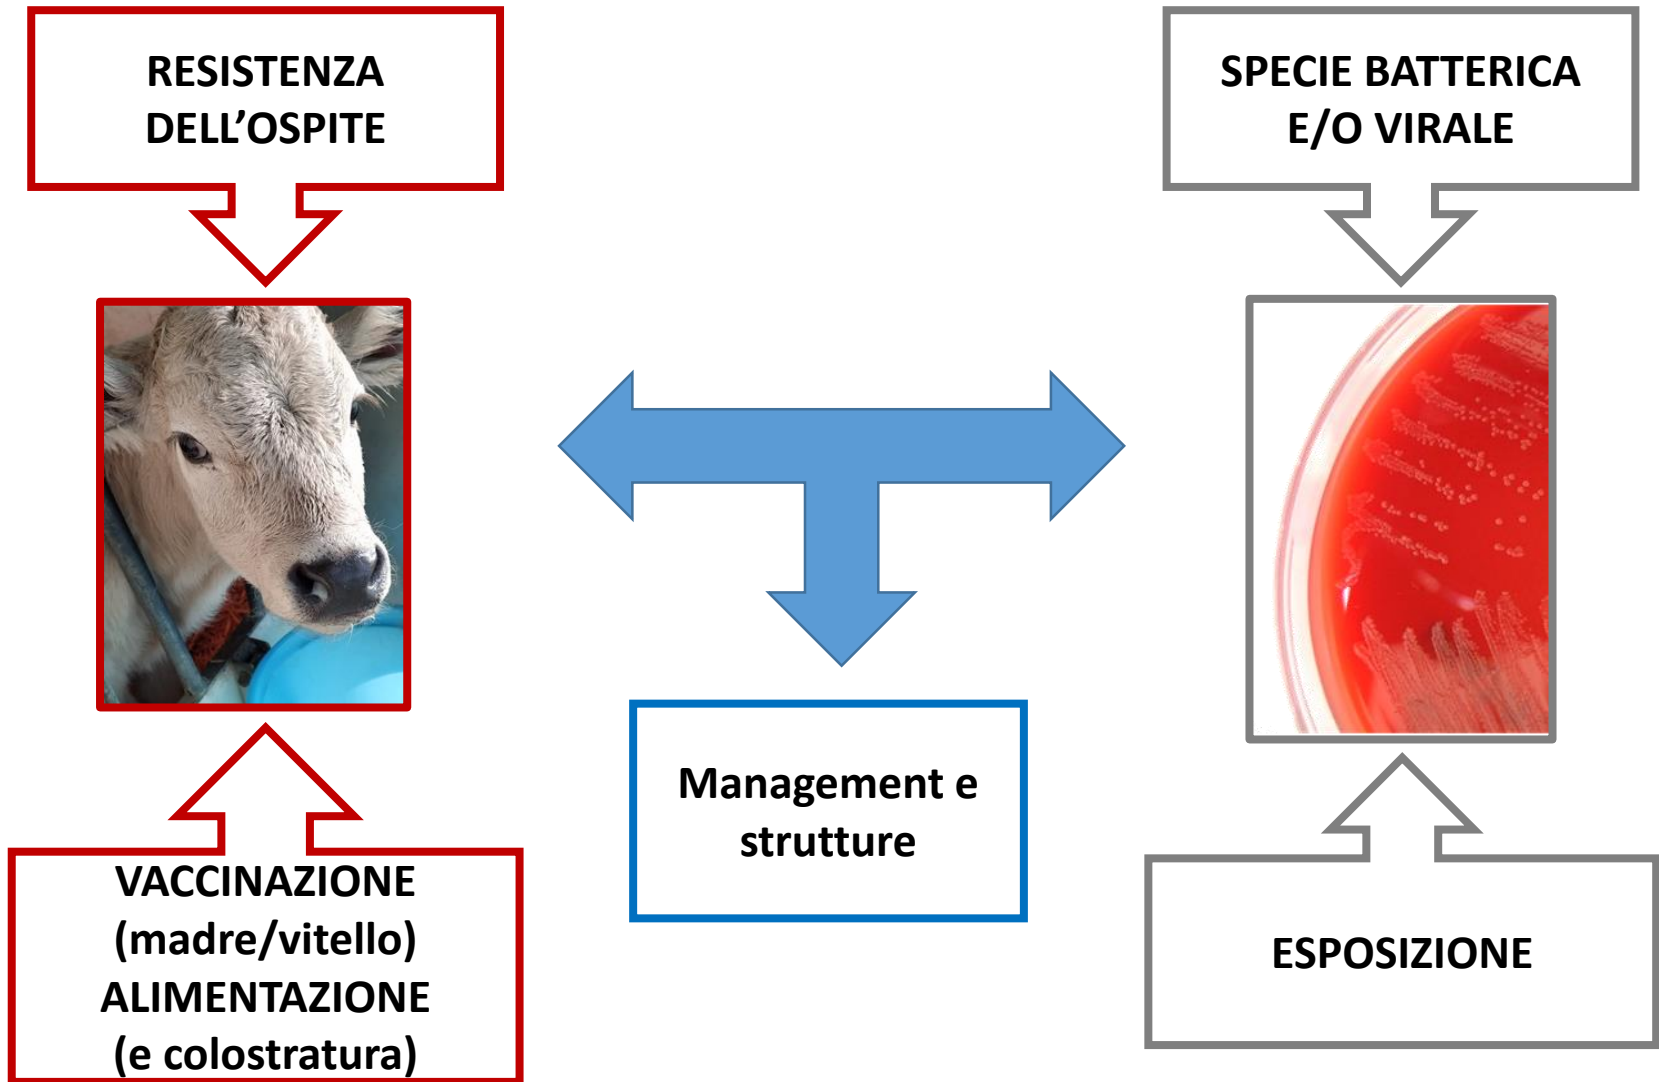 RESISTENZA
DELL’OSPITE
SPECIE BATTERICA
E/O VIRALE
Management e
strutture
VACCINAZIONE
(madre/vitello)
ALIMENTAZIONE
(e colostratura)
ESPOSIZIONE